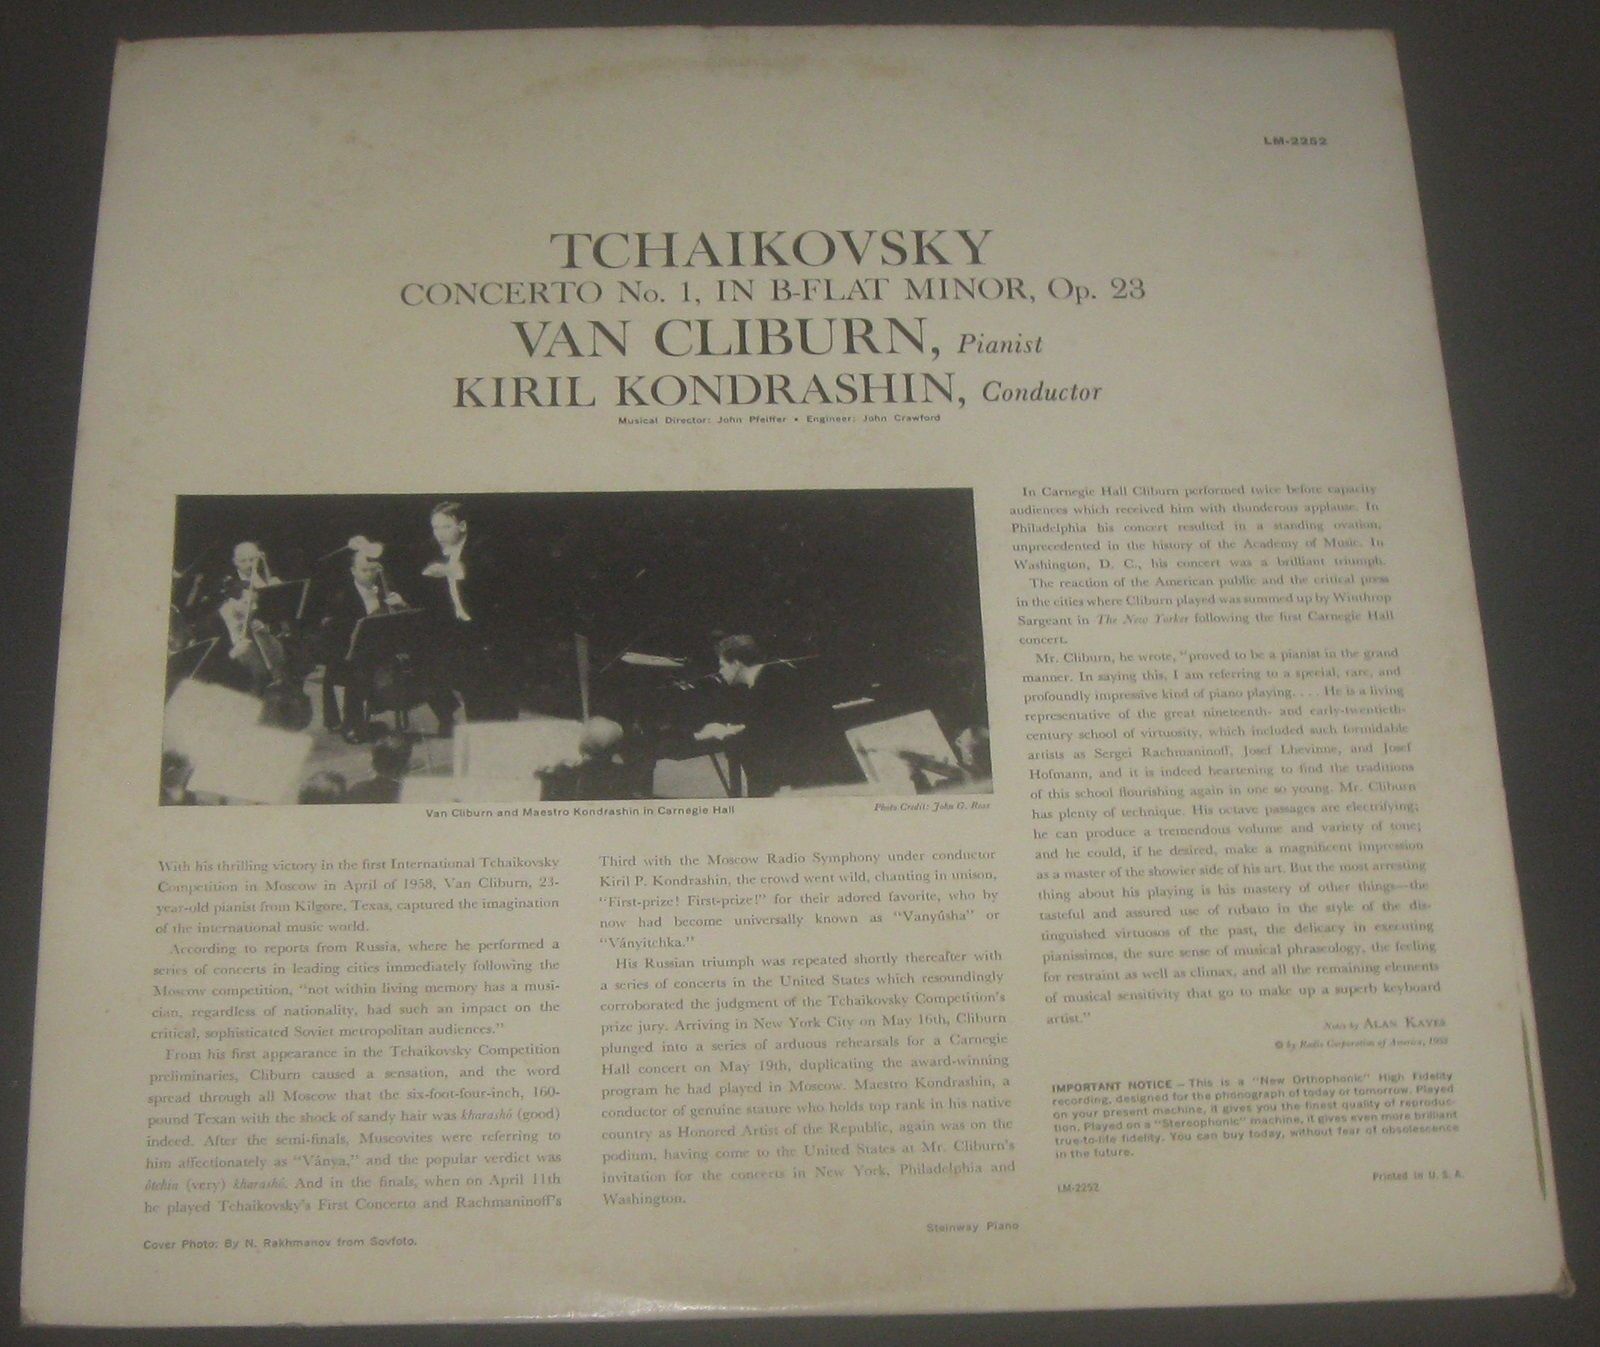 LM-2252
TCHAIKOVSKY
CONCERTO No. 1, IN B-FLAT MINOR, Op. 23
VAN CLIBURN, Pianist
KIRIL KONDRASHIN, Conductor
Musical Director: John Pfeiffer • Engineer: John Crawford
Van Cliburn and Maestro Kondrashin in Carnegie Hall
Photo Credit: John G. Ross
With his thrilling victory in the first International Tchaikovsky
Competition in Moscow in April of 1958, Van Cliburn, 23-
year-old pianist from Kilgore, Texas, captured the imagination
of the international music world.
According to reports from Russia, where he performed a
series of concerts in leading cities immediately following the
Moscow competition, "not within living memory has a musi-
cian, regardless of nationality, had such an impact on the
critical, sophisticated Soviet metropolitan audiences."
From his first appearance in the Tchaikovsky Competition
preliminaries, Cliburn caused a sensation, and the word
spread through all Moscow that the six-foot-four-inch, 160-
pound Texan with the shock of sandy hair was kharashó (good)
indeed. After the semi-finals, Muscovites were referring to
him affectionately as "Ványa," and the popular verdict was
ôtchin (very) kharashó. And in the finals, when on April 11th
he played Tchaikovsky's First Concerto and Rachmaninoff's
Cover Photo: By N. Rakhmanov from Sovfoto.
Third with the Moscow Radio Symphony under conductor
Kiril P. Kondrashin, the crowd went wild, chanting in unison,
"First-prize! First-prize!" for their adored favorite, who by
now had become universally known as "Vanyúsha" or
"Ványitchka."
His Russian triumph was repeated shortly thereafter with
a series of concerts in the United States which resoundingly
corroborated the judgment of the Tchaikovsky Competition's
prize jury. Arriving in New York City on May 16th, Cliburn
plunged into a series of arduous rehearsals for a Carnegie
Hall concert on May 19th, duplicating the award-winning
program he had played in Moscow. Maestro Kondrashin, a
conductor of genuine stature who holds top rank in his native
country as Honored Artist of the Republic, again was on the
podium, having come to the United States at Mr. Cliburn's
invitation for the concerts in New York, Philadelphia and
Washington.
Steinway Piano
In Carnegie Hall Cliburn performed twice before capacity
audiences which received him with thunderous applause. In
Philadelphia his concert resulted in a standing ovation,
unprecedented in the history of the Academy of Music. In
Washington, D. C., his concert was a brilliant triumph.
The reaction of the American public and the critical press
in the cities where Cliburn played was summed up by Winthrop
Sargeant in The New Yorker following the first Carnegie Hall
concert.
Mr. Cliburn, he wrote, "proved to be a pianist in the grand
manner. In saying this, I am referring to a special, rare, and
profoundly impressive kind of piano playing. . . . He is a living
representative of the great nineteenth- and early-twentieth-
century school of virtuosity, which included such formidable
artists as Sergei Rachmaninoff, Josef Lhevinne, and Josef
Hofmann, and it is indeed heartening to find the traditions
of this school flourishing again in one so young. Mr. Cliburn
has plenty of technique. His octave passages are electrifying;
he can produce a tremendous volume and variety of tone;
and he could, if he desired, make a magnificent impression
as a master of the showier side of his art. But the most arresting
thing about his playing is his mastery of other things—the
tasteful and assured use of rubato in the style of the dis-
tinguished virtuosos of the past, the delicacy in executing
pianissimos, the sure sense of musical phraseology, the feeling
for restraint as well as climax, and all the remaining elements
of musical sensitivity that go to make up a superb keyboard
artist."
Notes by ALAN KAYES
© by Radio Corporation of America, 1958
IMPORTANT NOTICE – This is a "New Orthophonic" High Fidelity
recording, designed for the phonograph of today or tomorrow. Played
on your present machine, it gives you the finest quality of reproduc-
tion. Played on a "Stereophonic" machine, it gives even more brilliant
true-to-life fidelity. You can buy today, without fear of obsolescence
in the future.
LM-2252
Printed in U. S. A.